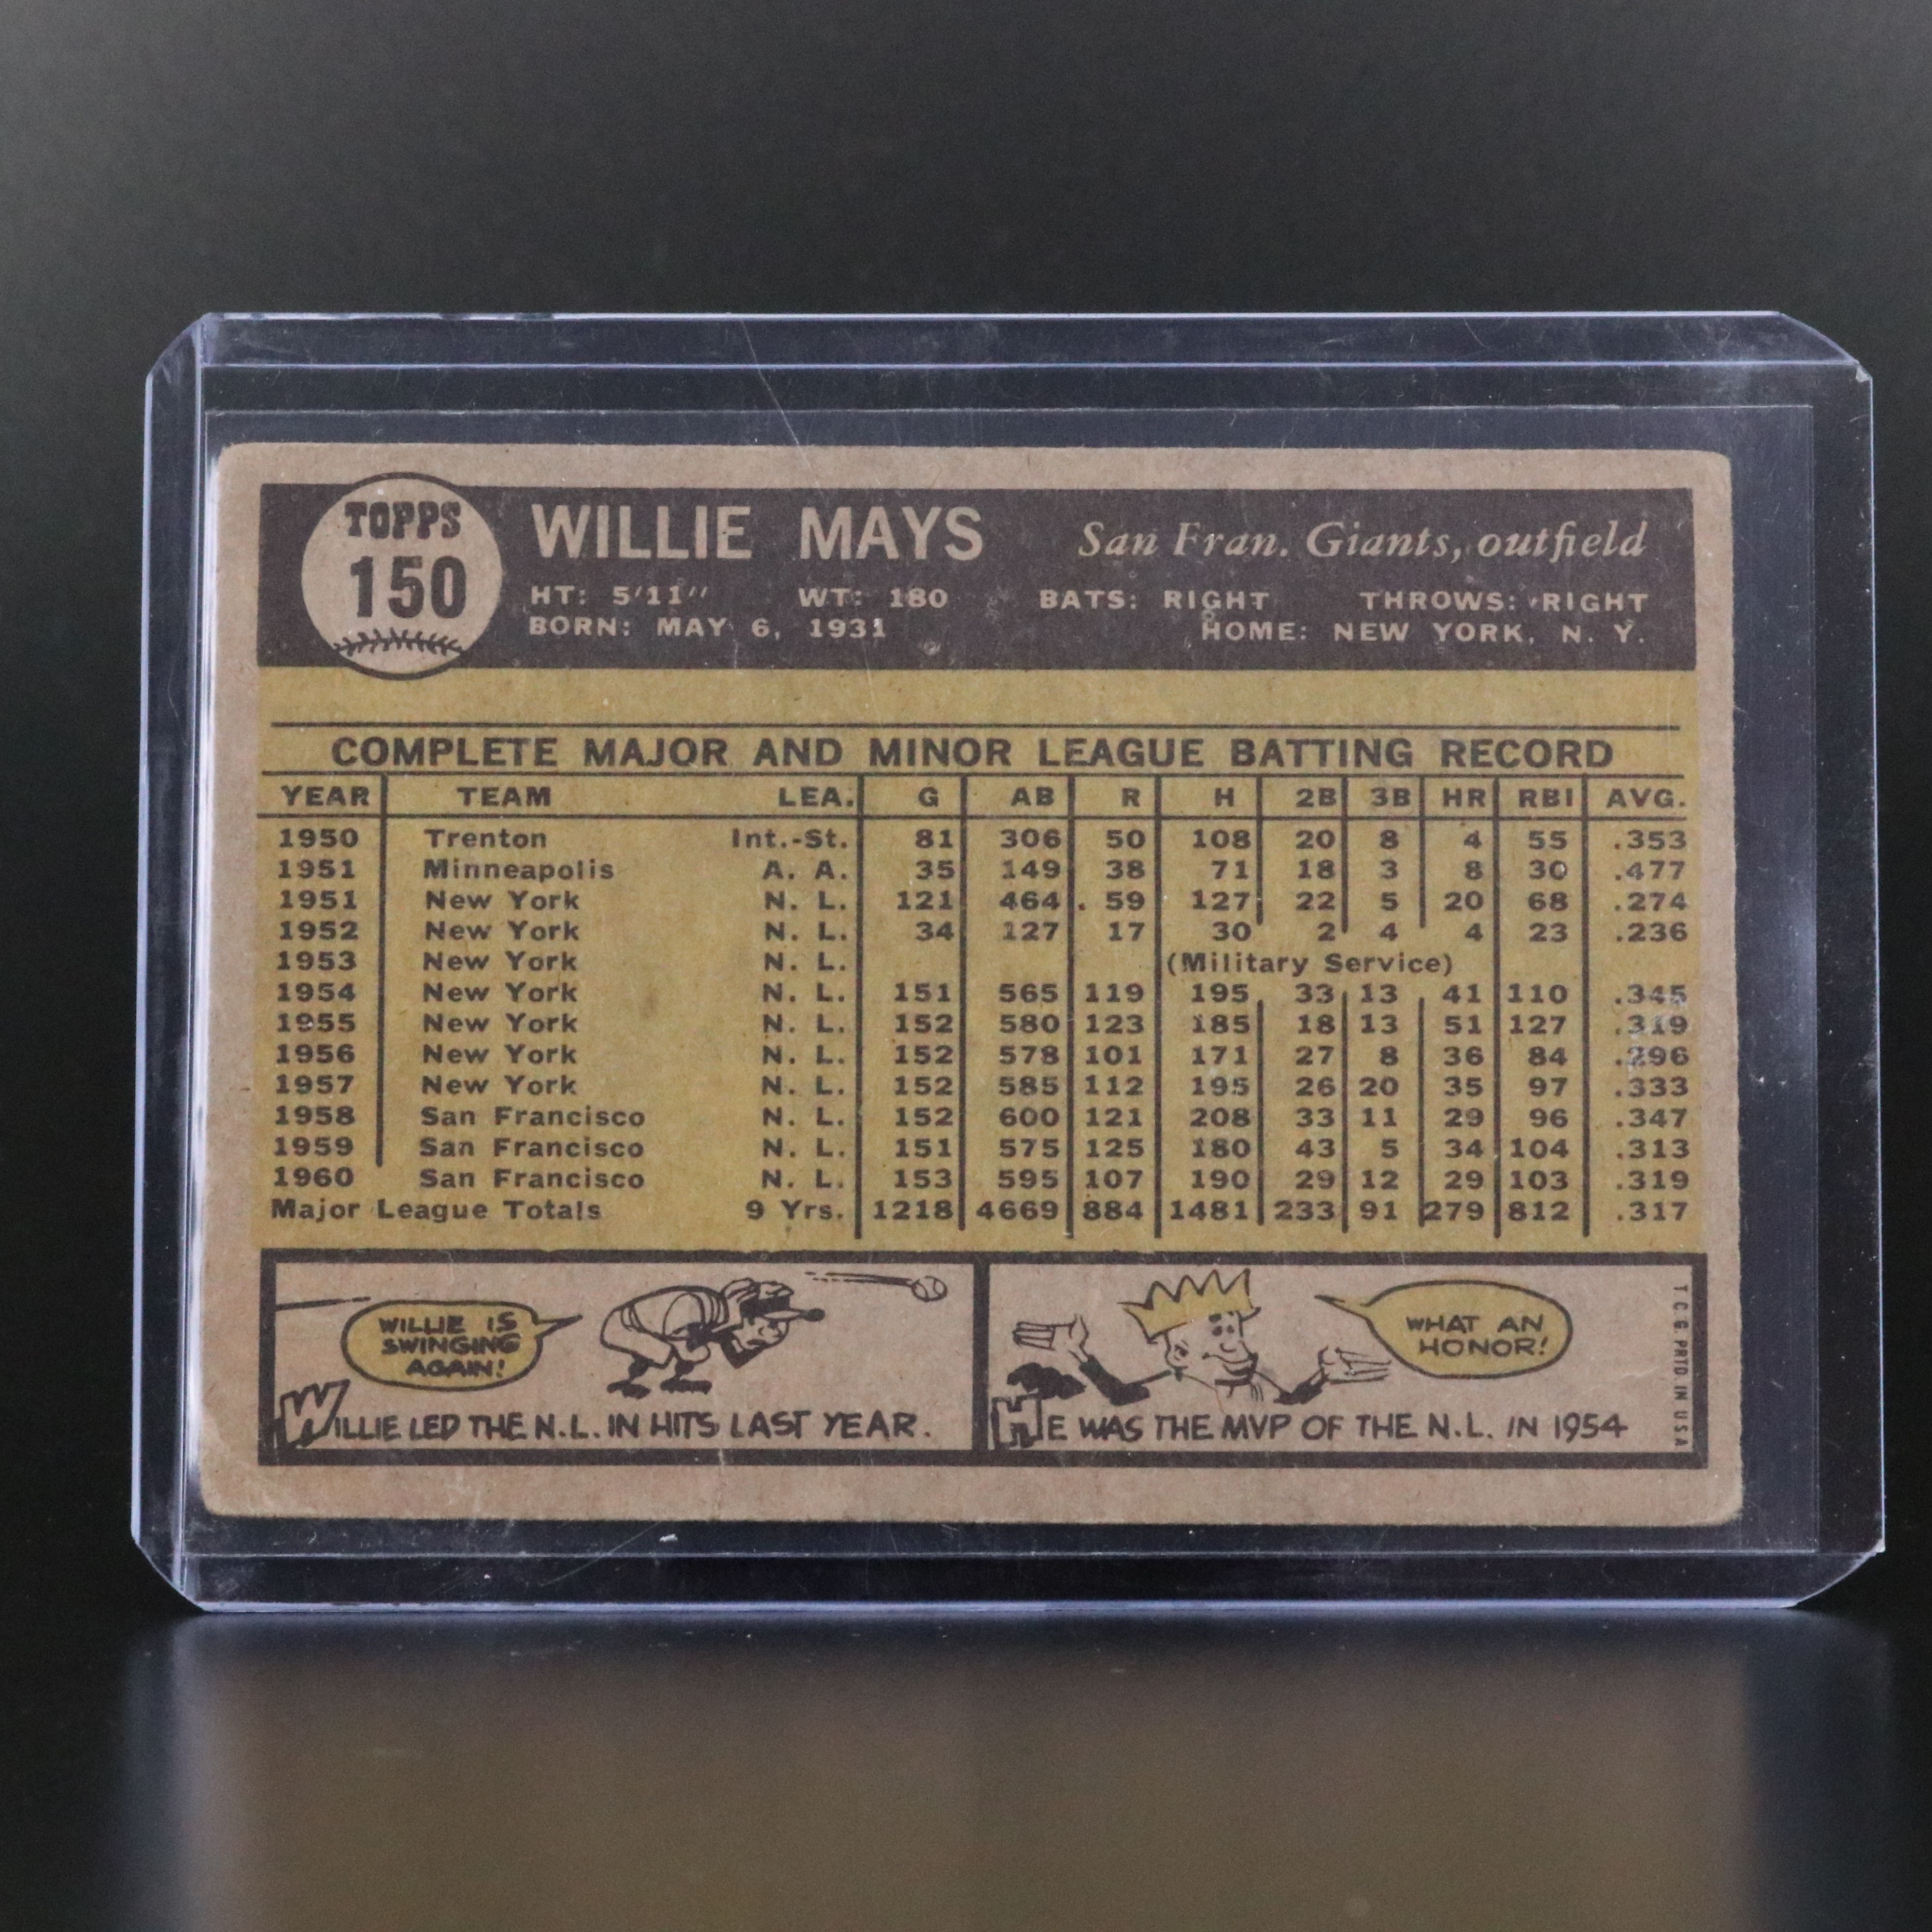 TOPPS
150
WILLIE MAYS San Fran. Giants, outfield
HT: 5'11" WT: 180 BATS: RIGHT THROWS: RIGHT
BORN: MAY 6, 1931 HOME: NEW YORK, N. Y.
COMPLETE MAJOR AND MINOR LEAGUE BATTING RECORD
YEAR TEAM LEA. G AB R H 2B 3B HR RBI AVG.
1950 Trenton Int.-St. 81 306 50 108 20 8 4 55 .353
1951 Minneapolis A. A. 35 149 38 71 18 3 8 30 .477
1951 New York N. L. 121 464 59 127 22 5 20 68 .274
1952 New York N. L. 34 127 17 30 2 4 4 23 .236
1953 New York N. L. (Military Service)
1954 New York N. L. 151 565 119 195 33 13 41 110 .345
1955 New York N. L. 152 580 123 185 18 13 51 127 .319
1956 New York N. L. 152 578 101 171 27 8 36 84 .296
1957 New York N. L. 152 585 112 195 26 20 35 97 .333
1958 San Francisco N. L. 152 600 121 208 33 11 29 96 .347
1959 San Francisco N. L. 151 575 125 180 43 5 34 104 .313
1960 San Francisco N. L. 153 595 107 190 29 12 29 103 .319
Major League Totals 9 Yrs. 1218 4669 884 1481 233 91 279 812 .317
WILLIE IS
SWINGING
AGAIN!
WILLIE LED THE N.L. IN HITS LAST YEAR.
WHAT AN
HONOR!
HE WAS THE MVP OF THE N.L. IN 1954
T. C. G. PRTD. IN U.S.A.